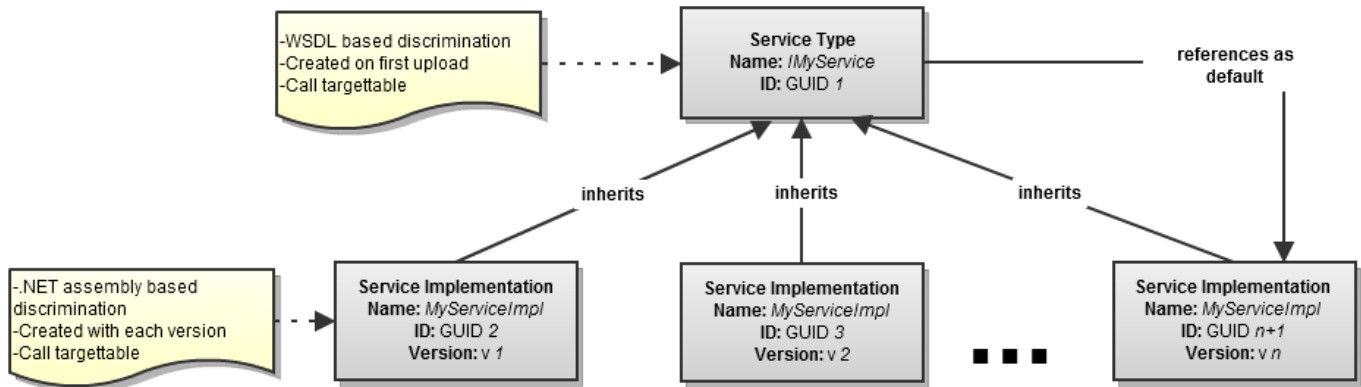 -WSDL based discrimination
-Created on first upload
-Call targettable
Service Type
Name: IMyService
ID: GUID 1
references as
default
inherits
inherits
inherits
-.NET assembly based
discrimination
-Created with each version
-Call targettable
Service Implementation
Name: MyServiceImpl
ID: GUID 2
Version: v 1
Service Implementation
Name: MyServiceImpl
ID: GUID 3
Version: v 2
Service Implementation
Name: MyServiceImpl
ID: GUID n+1
Version: v n